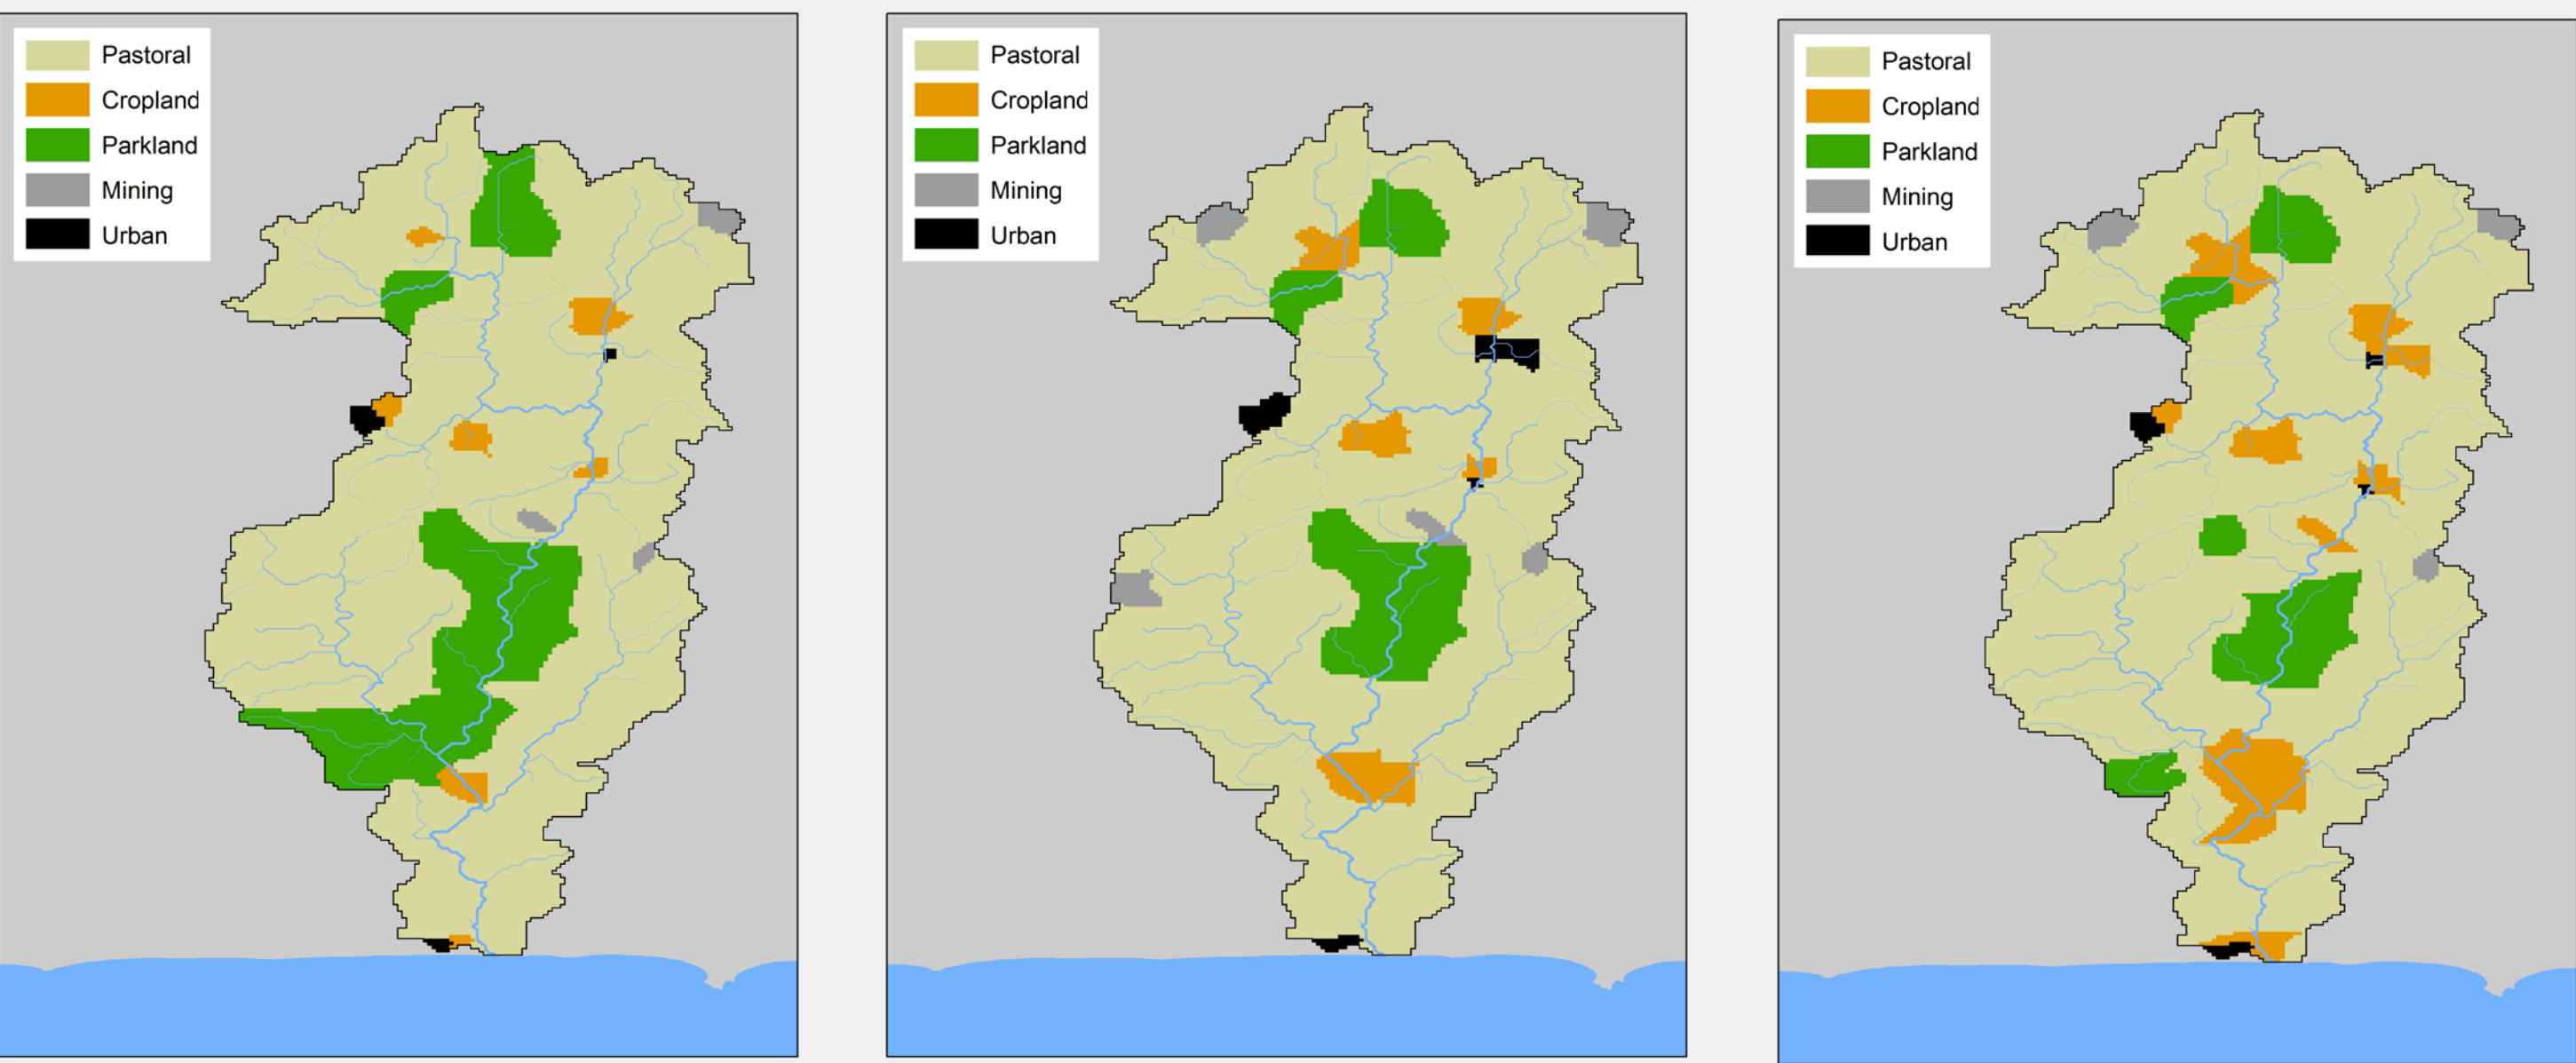 Pastoral
Cropland
Parkland
Mining
Urban
Pastoral
Cropland
Parkland
Mining
Urban
Pastoral
Cropland
Parkland
Mining
Urban